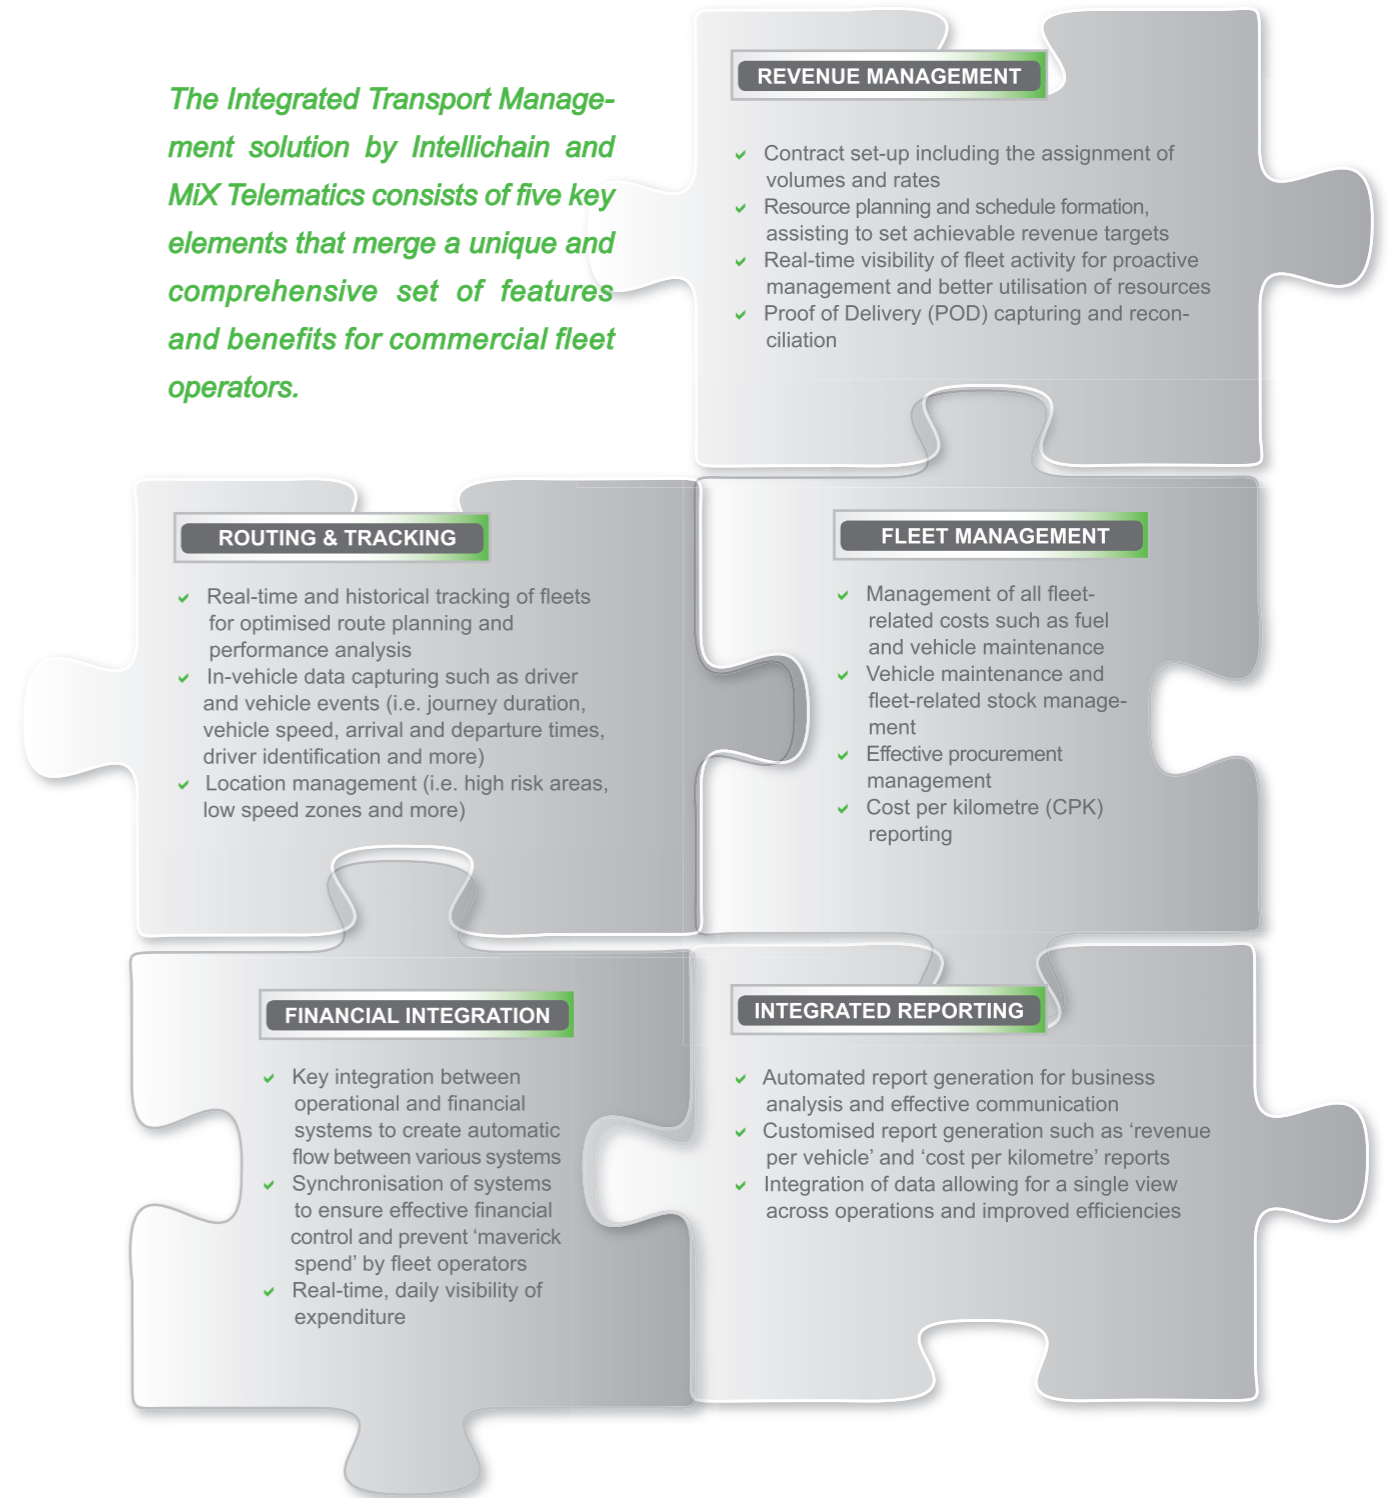 The Integrated Transport Manage-
ment solution by Intellichain and
MiX Telematics consists of five key
elements that merge a unique and
comprehensive set of features
and benefits for commercial fleet
operators.
REVENUE MANAGEMENT
Contract set-up including the assignment of
volumes and rates
Resource planning and schedule formation,
assisting to set achievable revenue targets
Real-time visibility of fleet activity for proactive
management and better utilisation of resources
Proof of Delivery (POD) capturing and recon-
ciliation
ROUTING & TRACKING
Real-time and historical tracking of fleets
for optimised route planning and
performance analysis
In-vehicle data capturing such as driver
and vehicle events (i.e. journey duration,
vehicle speed, arrival and departure times,
driver identification and more)
Location management (i.e. high risk areas,
low speed zones and more)
FLEET MANAGEMENT
Management of all fleet-
related costs such as fuel
and vehicle maintenance
Vehicle maintenance and
fleet-related stock manage-
ment
Effective procurement
management
Cost per kilometre (CPK)
reporting
FINANCIAL INTEGRATION
Key integration between
operational and financial
systems to create automatic
flow between various systems
Synchronisation of systems
to ensure effective financial
control and prevent ‘maverick
spend’ by fleet operators
Real-time, daily visibility of
expenditure
INTEGRATED REPORTING
Automated report generation for business
analysis and effective communication
Customised report generation such as ‘revenue
per vehicle’ and ‘cost per kilometre’ reports
Integration of data allowing for a single view
across operations and improved efficiencies